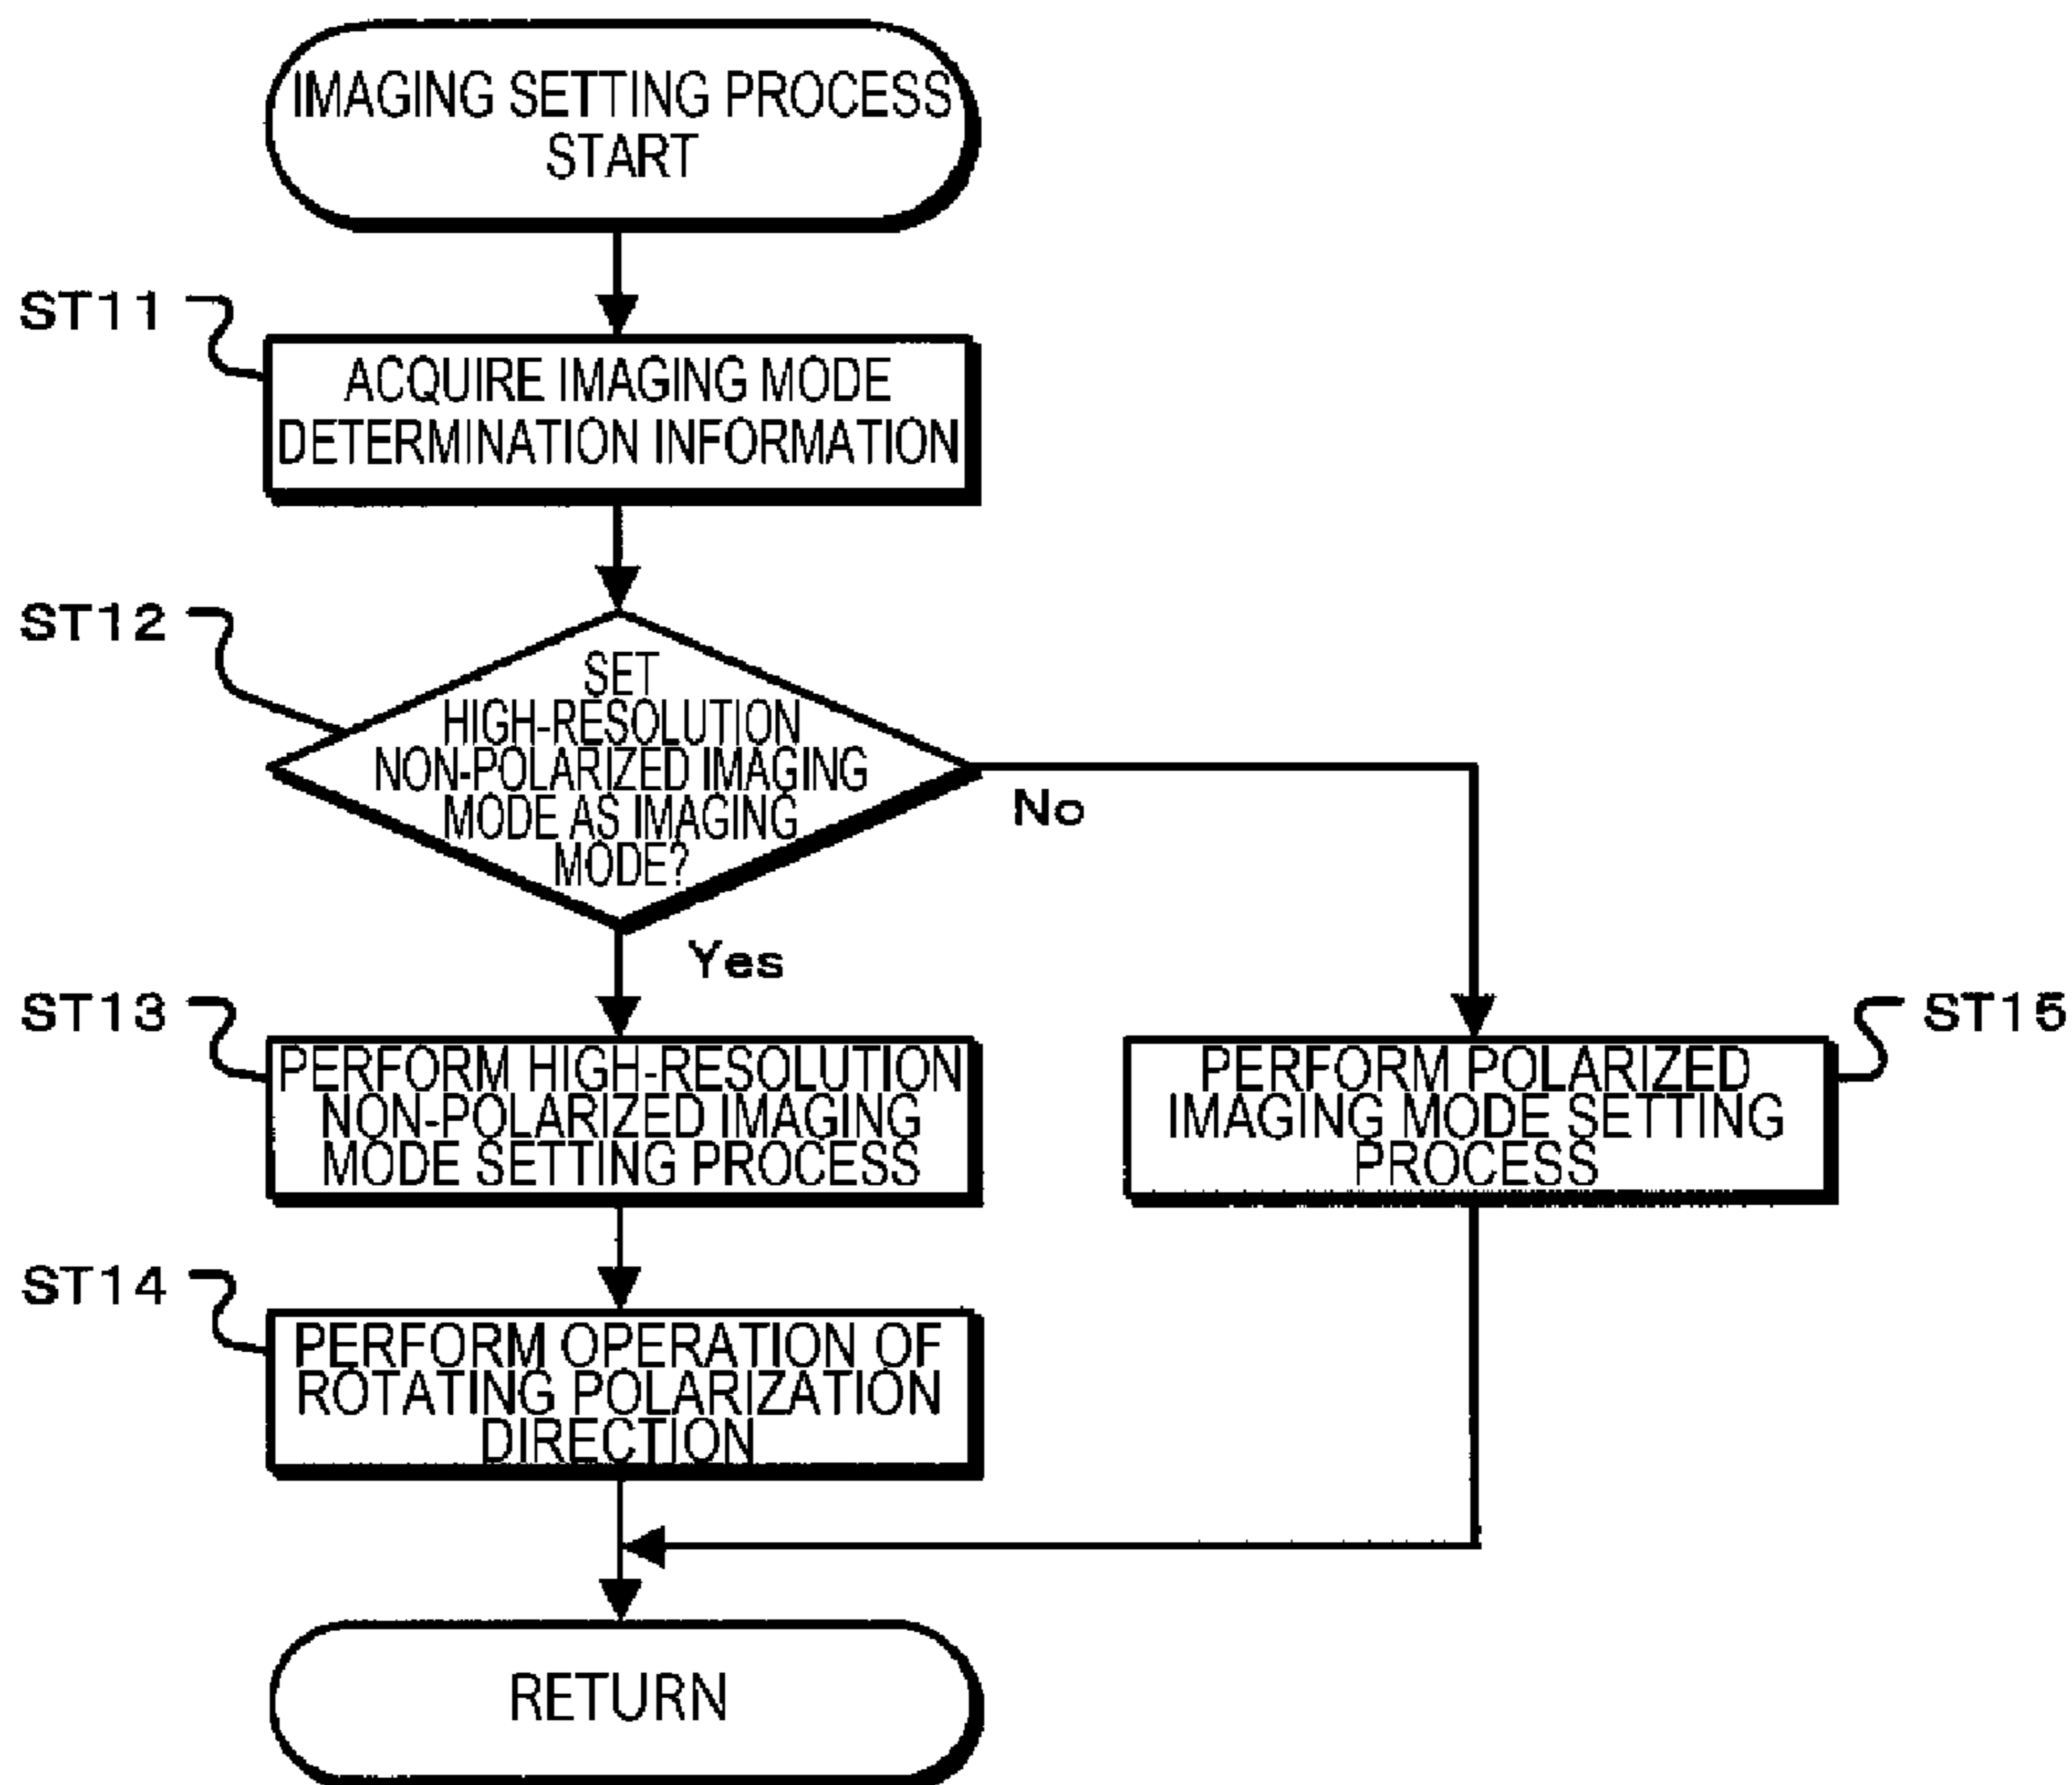 IMAGING SETTING PROCESS
START
ST11
ACQUIRE IMAGING MODE
DETERMINATION INFORMATION
ST12
SET
HIGH-RESOLUTION
NON-POLARIZED IMAGING
MODE AS IMAGING
MODE?
No
Yes
ST13
PERFORM HIGH-RESOLUTION
NON-POLARIZED IMAGING
MODE SETTING PROCESS
PERFORM POLARIZED
IMAGING MODE SETTING
PROCESS
ST15
ST14
PERFORM OPERATION OF
ROTATING POLARIZATION
DIRECTION
RETURN